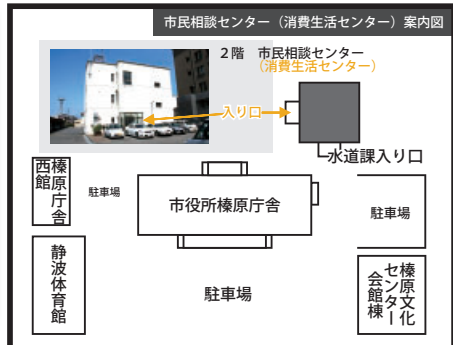 市民相談センター（消費生活センター）案内図
2階　市民相談センター
（消費生活センター）
入り口
水道課入り口
榛原庁舎
西館
駐車場
市役所榛原庁舎
駐車場
静波体育館
駐車場
榛原文化
センター
会館棟